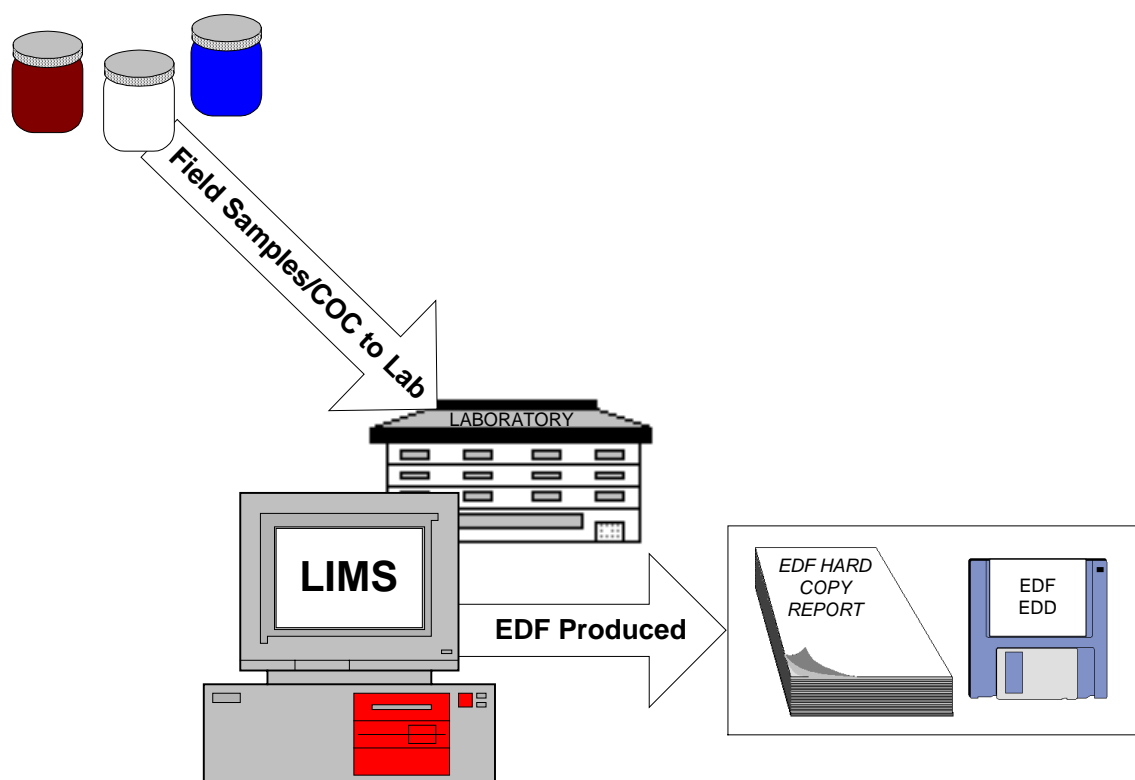 Field Samples/COC to Lab
LABORATORY
LIMS
EDF Produced
EDF HARD
COPY
REPORT
EDF
EDD